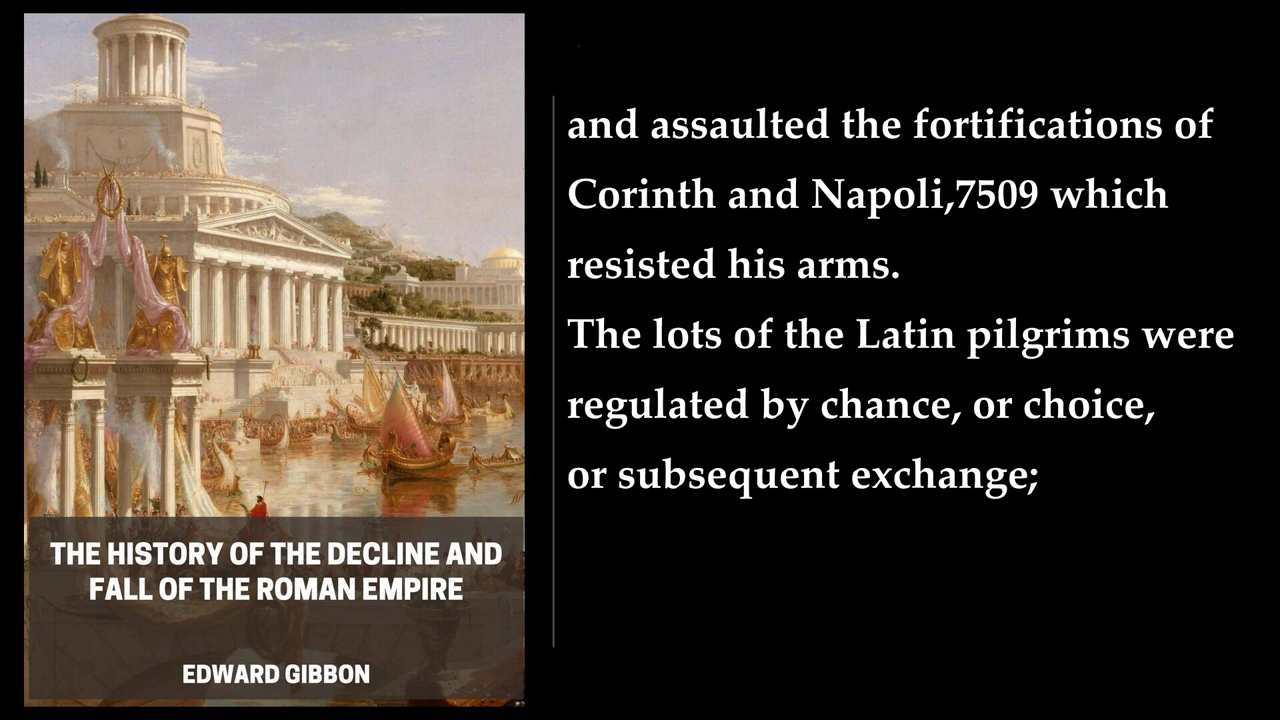 and assaulted the fortifications of
Corinth and Napoli,7509 which
resisted his arms.
The lots of the Latin pilgrims were
regulated by chance, or choice,
or subsequent exchange;
THE HISTORY OF THE DECLINE AND
FALL OF THE ROMAN EMPIRE
EDWARD GIBBON